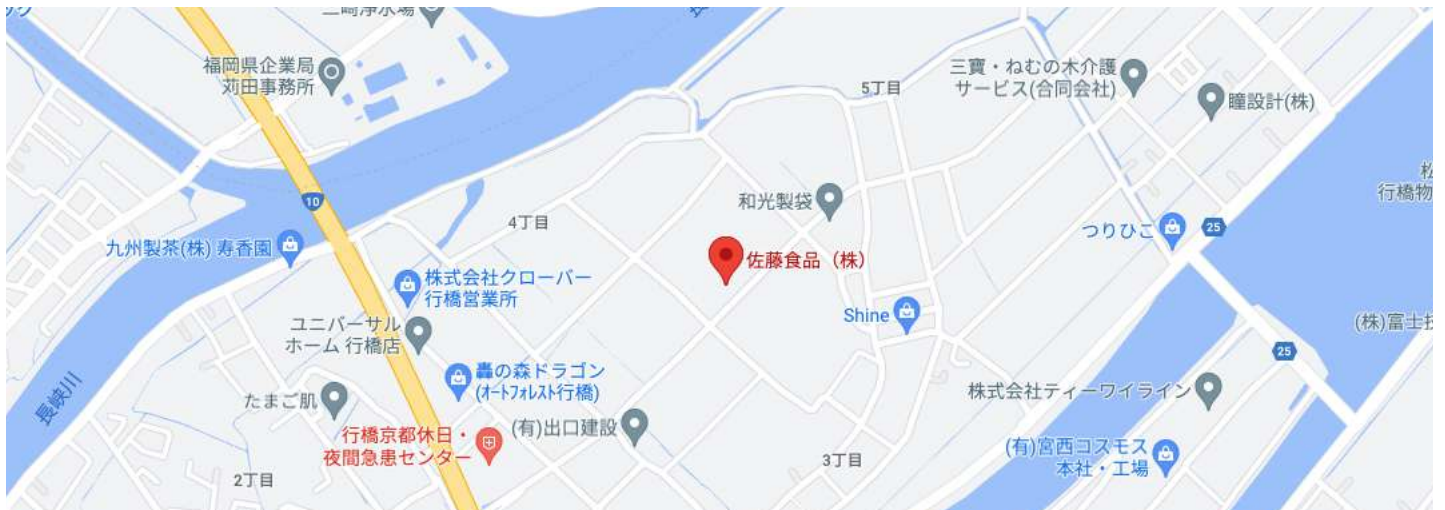 福岡県企業局
苅田事務所
三寶・ねむの木介護
サービス(合同会社)
5丁目
瞳設計(株)
和光製袋
10
4丁目
九州製茶(株) 寿香園
佐藤食品（株）
つりひこ
25
行橋物
株式会社クローバー
行橋営業所
ユニバーサル
ホーム 行橋店
Shine
(株)富士技
25
轟の森ドラゴン
(オートフォレスト行橋)
長峡川
たまご肌
株式会社ティーワイライン
行橋京都休日・
夜間急患センター
(有)出口建設
(有)宮西コスモス
本社・工場
3丁目
2丁目